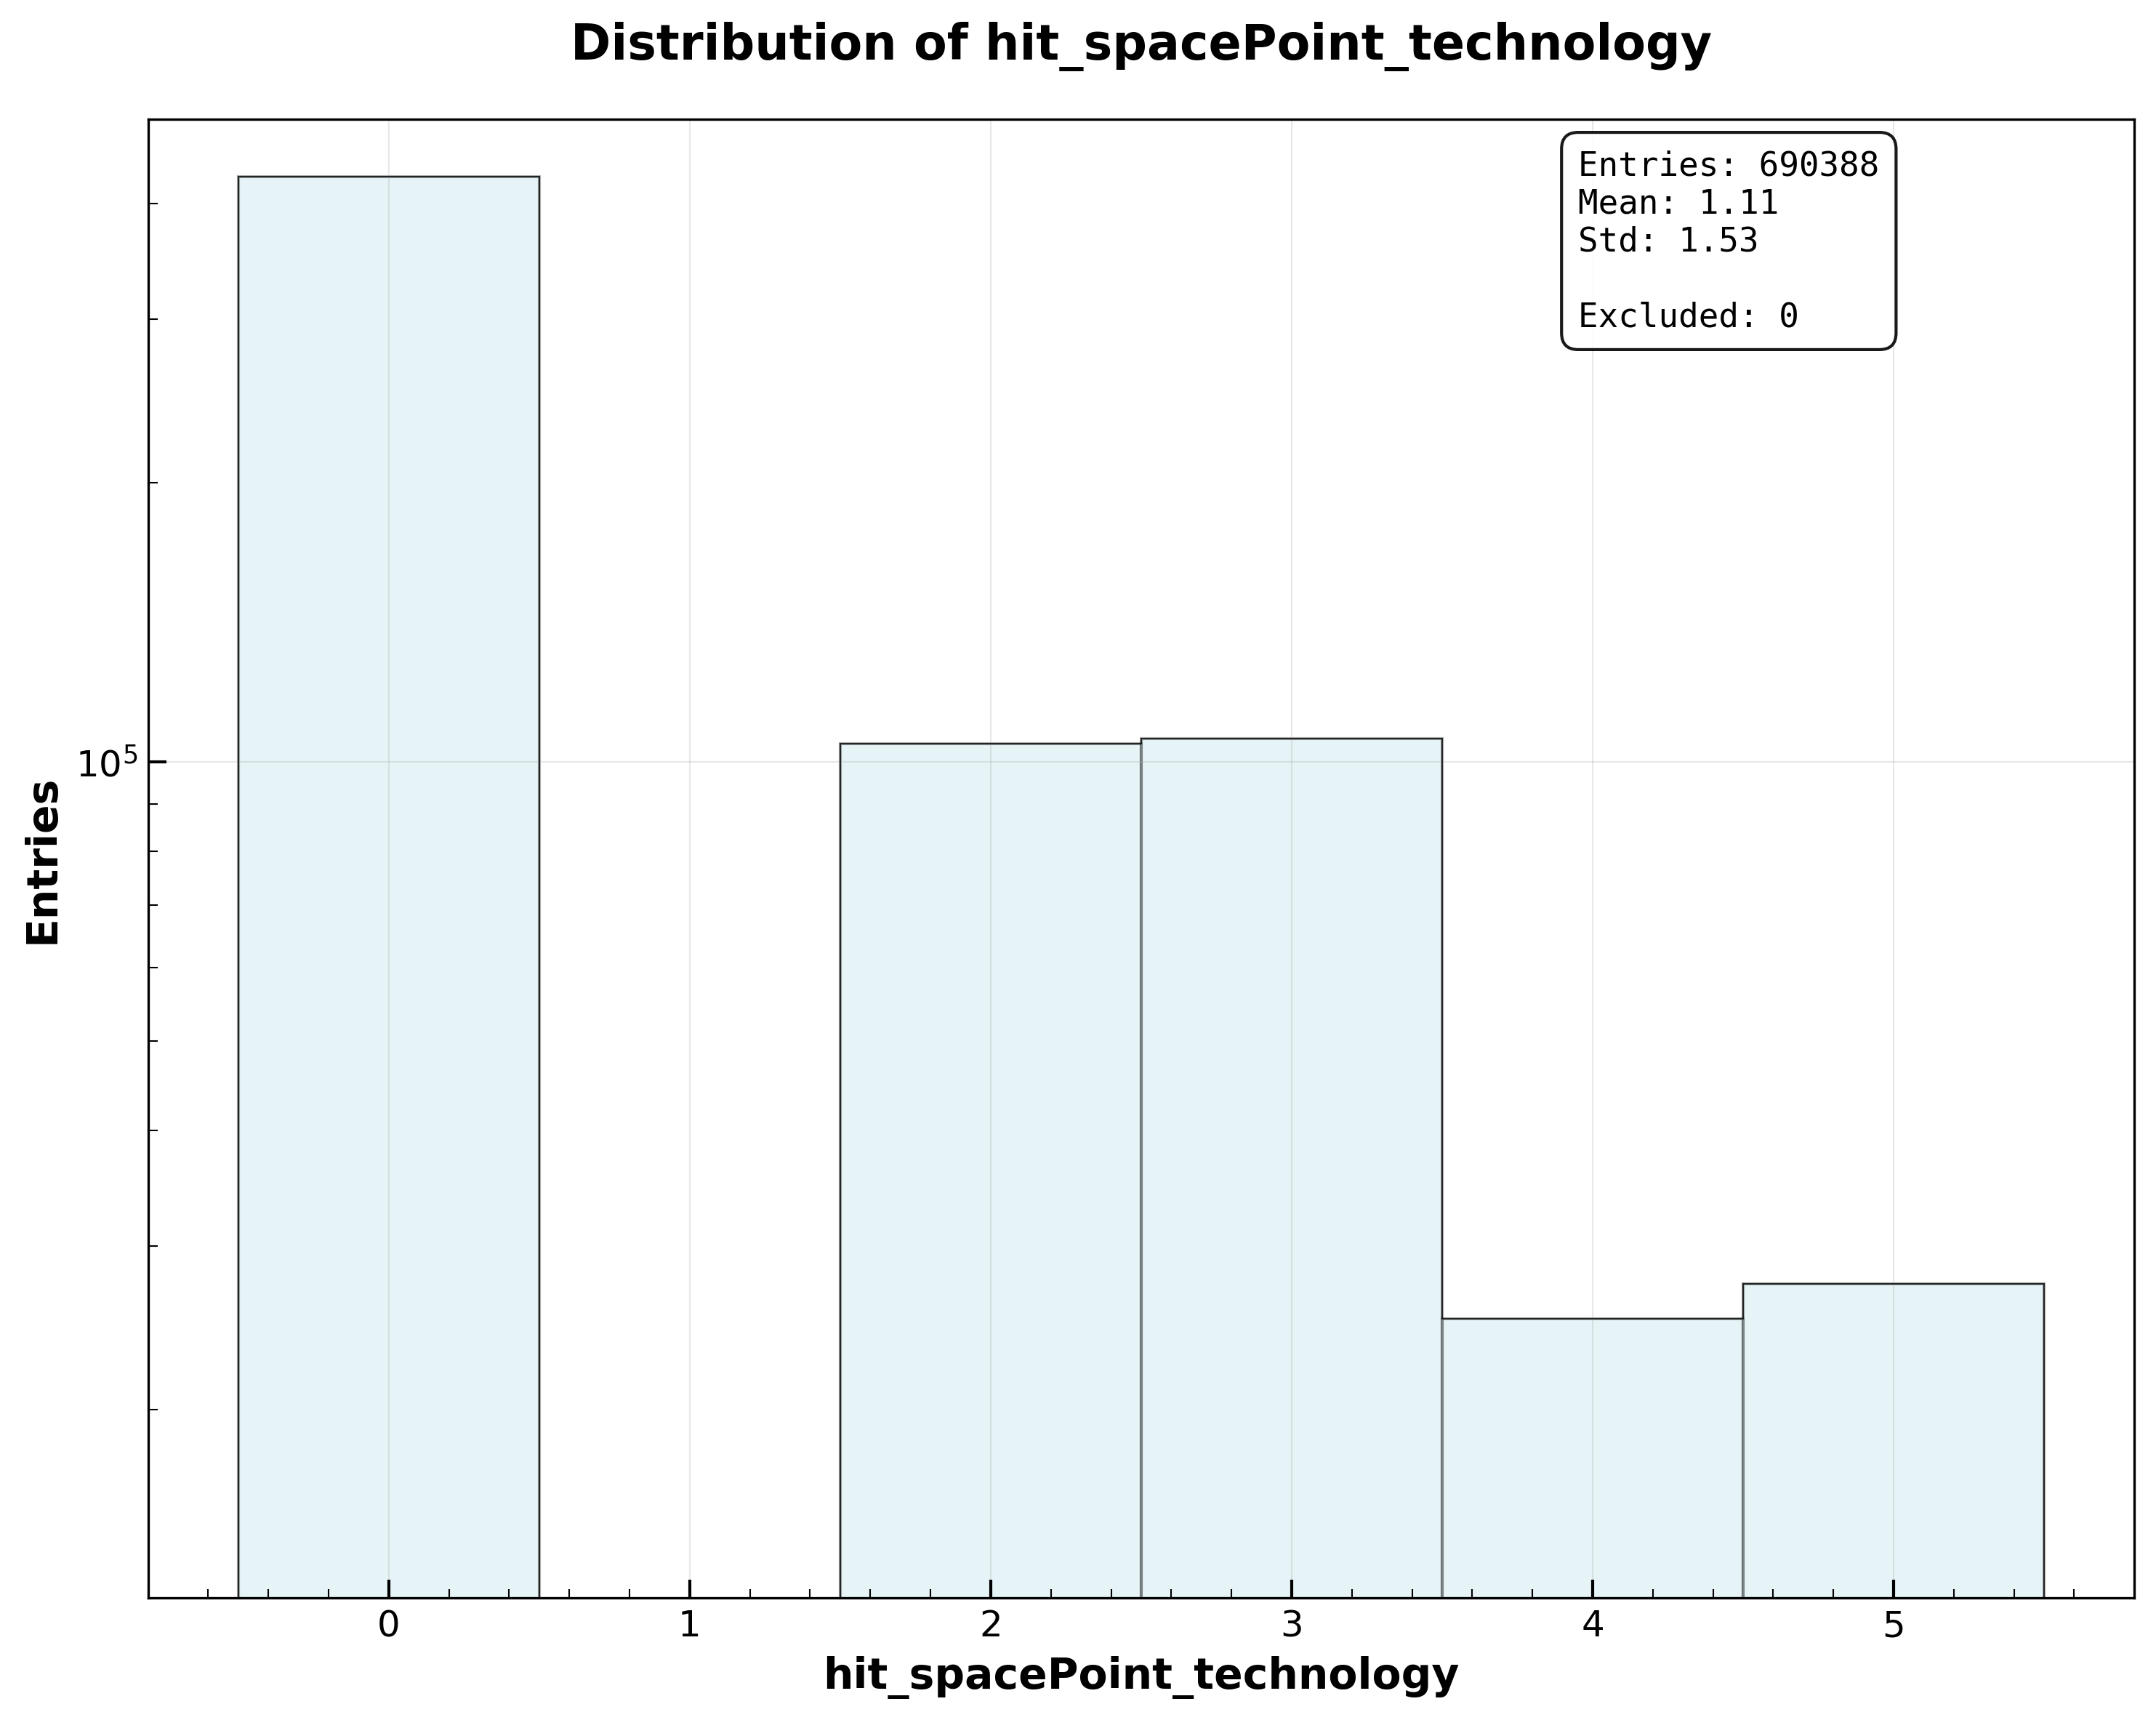 Distribution of hit_spacePoint_technology
Entries: 690388
Mean: 1.11
Std: 1.53
Excluded: 0
10⁵
Entries
0 1 2 3 4 5
hit_spacePoint_technology